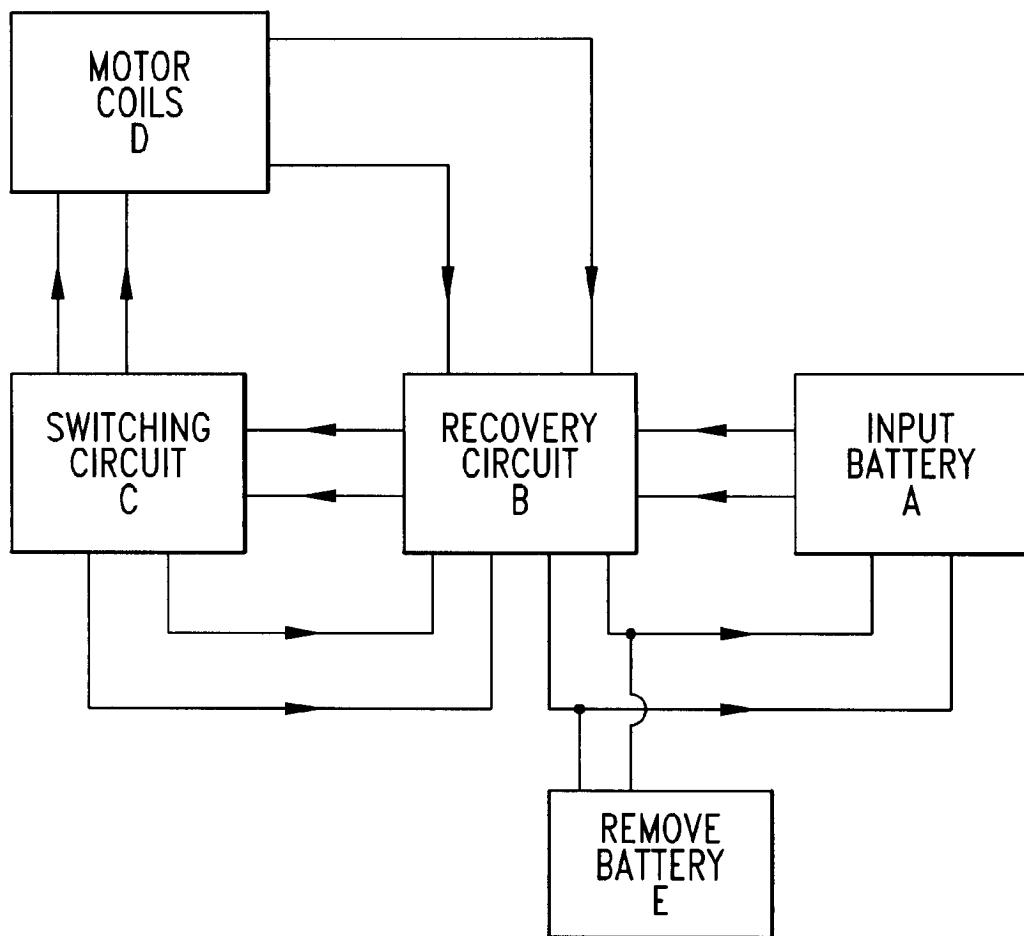 MOTOR
COILS
D
SWITCHING
CIRCUIT
C
RECOVERY
CIRCUIT
B
INPUT
BATTERY
A
REMOVE
BATTERY
E